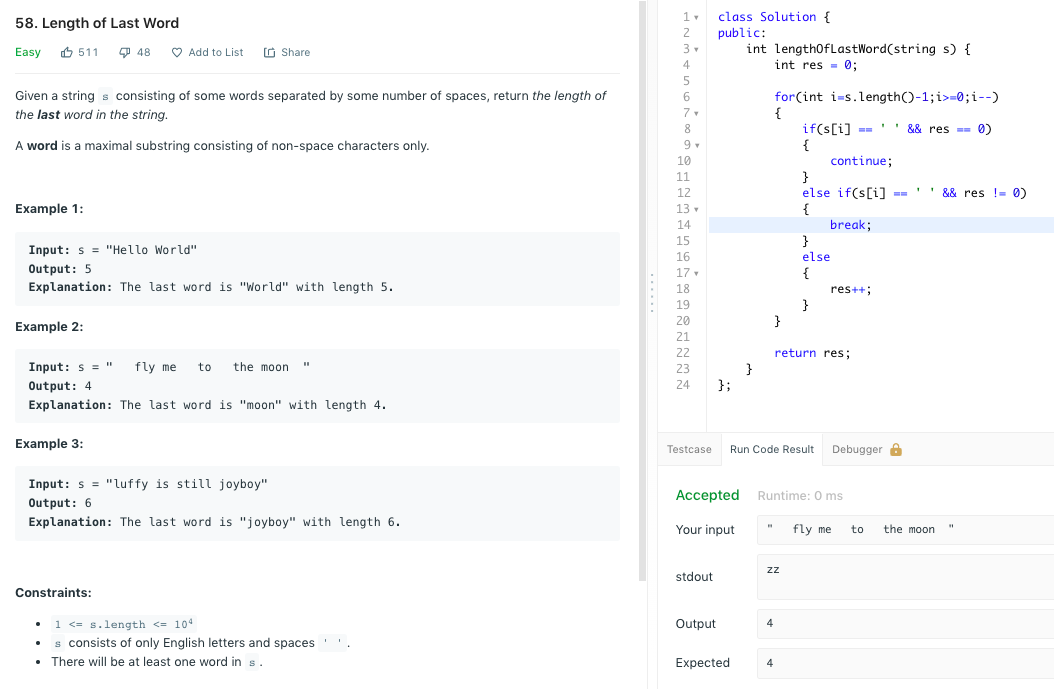 58. Length of Last Word
Easy 511 48 Add to List Share
Given a string s consisting of some words separated by some number of spaces, return the length of
the last word in the string.
A word is a maximal substring consisting of non-space characters only.
Example 1:
Input: s = "Hello World"
Output: 5
Explanation: The last word is "World" with length 5.
Example 2:
Input: s = "   fly me   to   the moon  "
Output: 4
Explanation: The last word is "moon" with length 4.
Example 3:
Input: s = "luffy is still joyboy"
Output: 6
Explanation: The last word is "joyboy" with length 6.
Constraints:
• 1 <= s.length <= 10⁴
• s consists of only English letters and spaces ' '.
• There will be at least one word in s.
1 class Solution {
2 public:
3     int lengthOfLastWord(string s) {
4         int res = 0;
5
6         for(int i=s.length()-1;i>=0;i--)
7         {
8             if(s[i] == ' ' && res == 0)
9             {
10                 continue;
11             }
12             else if(s[i] == ' ' && res != 0)
13             {
14                 break;
15             }
16             else
17             {
18                 res++;
19             }
20         }
21
22         return res;
23     }
24 };
Testcase Run Code Result Debugger
Accepted Runtime: 0 ms
Your input "   fly me   to   the moon  "
stdout zz
Output 4
Expected 4